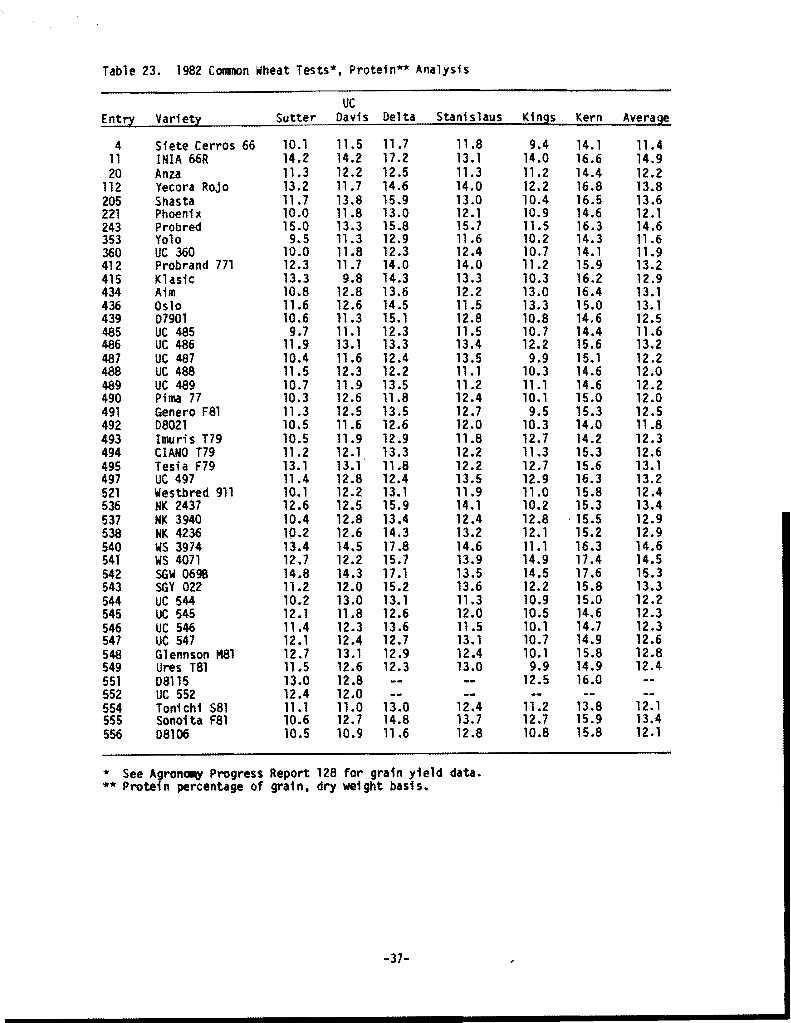 Table 23. 1982 Common Wheat Tests*, Protein** Analysis
UC
Entry Variety Sutter Davis Delta Stanislaus Kings Kern Average
4 Siete Cerros 66 10.1 11.5 11.7 11.8 9.4 14.1 11.4
11 INIA 66R 14.2 14.2 17.2 13.1 14.0 16.6 14.9
20 Anza 11.3 12.2 12.5 11.3 11.2 14.4 12.2
112 Yecora Rojo 13.2 11.7 14.6 14.0 12.2 16.8 13.8
205 Shasta 11.7 13.8 15.9 13.0 10.4 16.5 13.6
221 Phoenix 10.0 11.8 13.0 12.1 10.9 14.6 12.1
243 Probred 15.0 13.3 15.8 15.7 11.5 16.3 14.6
353 Yolo 9.5 11.3 12.9 11.6 10.2 14.3 11.6
360 UC 360 10.0 11.8 12.3 12.4 10.7 14.1 11.9
412 Probrand 771 12.3 11.7 14.0 14.0 11.2 15.9 13.2
415 Klasic 13.3 9.8 14.3 13.3 10.3 16.2 12.9
434 Aim 10.8 12.8 13.6 12.2 13.0 16.4 13.1
436 Oslo 11.6 12.6 14.5 11.5 13.3 15.0 13.1
439 D7901 10.6 11.3 15.1 12.8 10.8 14.6 12.5
485 UC 485 9.7 11.1 12.3 11.5 10.7 14.4 11.6
486 UC 486 11.9 13.1 13.3 13.4 12.2 15.6 13.2
487 UC 487 10.4 11.6 12.4 13.5 9.9 15.1 12.2
488 UC 488 11.5 12.3 12.2 11.1 10.3 14.6 12.0
489 UC 489 10.7 11.9 13.5 11.2 11.1 14.6 12.2
490 Pima 77 10.3 12.6 11.8 12.4 10.1 15.0 12.0
491 Genero F81 11.3 12.5 13.5 12.7 9.5 15.3 12.5
492 D8021 10.5 11.6 12.6 12.0 10.3 14.0 11.8
493 Imuris T79 10.5 11.9 12.9 11.8 12.7 14.2 12.3
494 CIANO T79 11.2 12.1 13.3 12.2 11.3 15.3 12.6
495 Tesia F79 13.1 13.1 11.8 12.2 12.7 15.6 13.1
497 UC 497 11.4 12.8 12.4 13.5 12.9 16.3 13.2
521 Westbred 911 10.1 12.2 13.1 11.9 11.0 15.8 12.4
536 NK 2437 12.6 12.5 15.9 14.1 10.2 15.3 13.4
537 NK 3940 10.4 12.8 13.4 12.4 12.8 15.5 12.9
538 NK 4236 10.2 12.6 14.3 13.2 12.1 15.2 12.9
540 WS 3974 13.4 14.5 17.8 14.6 11.1 16.3 14.6
541 WS 4071 12.7 12.2 15.7 13.9 14.9 17.4 14.5
542 SGW 069B 14.8 14.3 17.1 13.5 14.5 17.6 15.3
543 SGY 022 11.2 12.0 15.2 13.6 12.2 15.8 13.3
544 UC 544 10.2 13.0 13.1 11.3 10.9 15.0 12.2
545 UC 545 12.1 11.8 12.6 12.0 10.5 14.6 12.3
546 UC 546 11.4 12.3 13.6 11.5 10.1 14.7 12.3
547 UC 547 12.1 12.4 12.7 13.1 10.7 14.9 12.6
548 Glennson M81 12.7 13.1 12.9 12.4 10.1 15.8 12.8
549 Ures T81 11.5 12.6 12.3 13.0 9.9 14.9 12.4
551 D8115 13.0 12.8 -- -- 12.5 16.0 --
552 UC 552 12.4 12.0 -- -- -- -- --
554 Tonichi S81 11.1 11.0 13.0 12.4 11.2 13.8 12.1
555 Sonoita F81 10.6 12.7 14.8 13.7 12.7 15.9 13.4
556 D8106 10.5 10.9 11.6 12.8 10.8 15.8 12.1
* See Agronomy Progress Report 128 for grain yield data.
** Protein percentage of grain, dry weight basis.
-37-